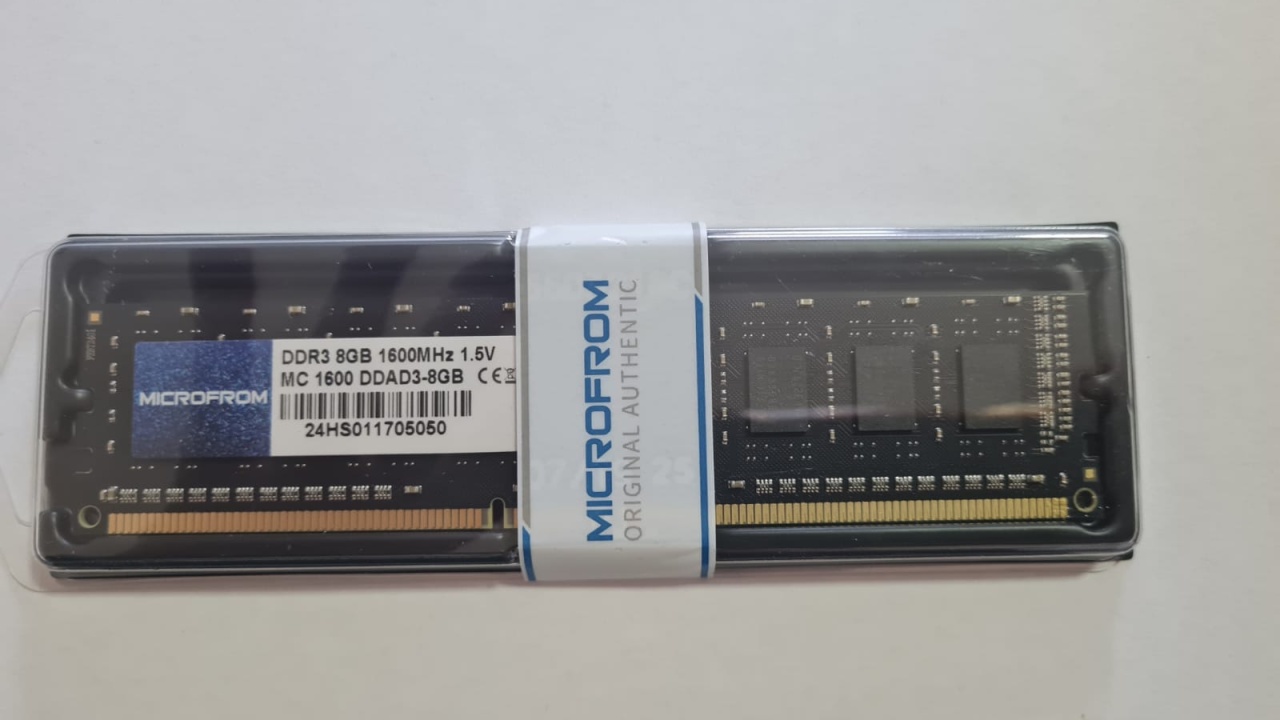 MICROFROM
DDR3 8GB 1600MHz 1.5V
MC 1600 DDAD3-8GB CE
24HS011705050
MICROFROM
ORIGINAL AUTHENTIC